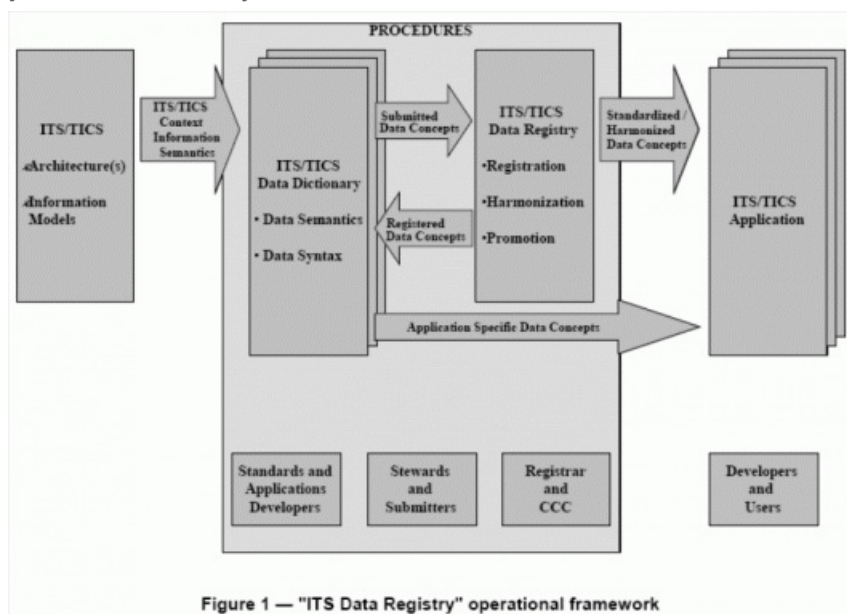 PROCEDURES
ITS/TICS
Architecture(s)
Information
Models
ITS/TICS
Context
Information
Semantics
ITS/TICS
Data Dictionary
• Data Semantics
• Data Syntax
Submitted
Data Concepts
Registered
Data Concepts
ITS/TICS
Data Registry
•Registration
•Harmonization
•Promotion
Standardized /
Harmonized
Data Concepts
ITS/TICS
Application
Application Specific Data Concepts
Standards and
Applications
Developers
Stewards
and
Submitters
Registrar
and
CCC
Developers
and
Users
Figure 1 — "ITS Data Registry" operational framework